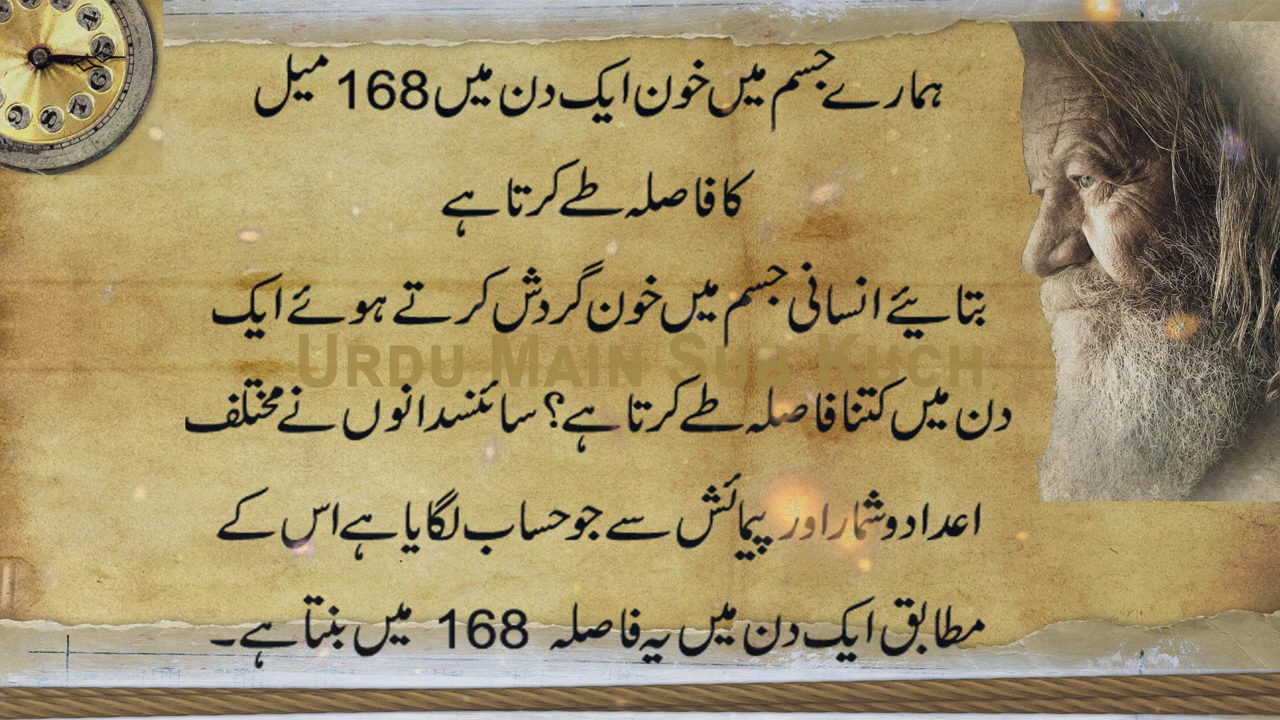 ہمارے جسم میں خون ایک دن میں 168 میل
کا فاصلہ طے کرتا ہے
بتایئے انسانی جسم میں خون گردش کرتے ہوئے ایک
URDU MAIN SUB KUCH
دن میں کتنا فاصلہ طے کرتا ہے؟ سائنسدانوں نے مختلف
اعداد و شمار اور پیمائش سے جو حساب لگایا ہے اس کے
مطابق ایک دن میں یہ فاصلہ 168 میں بنتا ہے۔